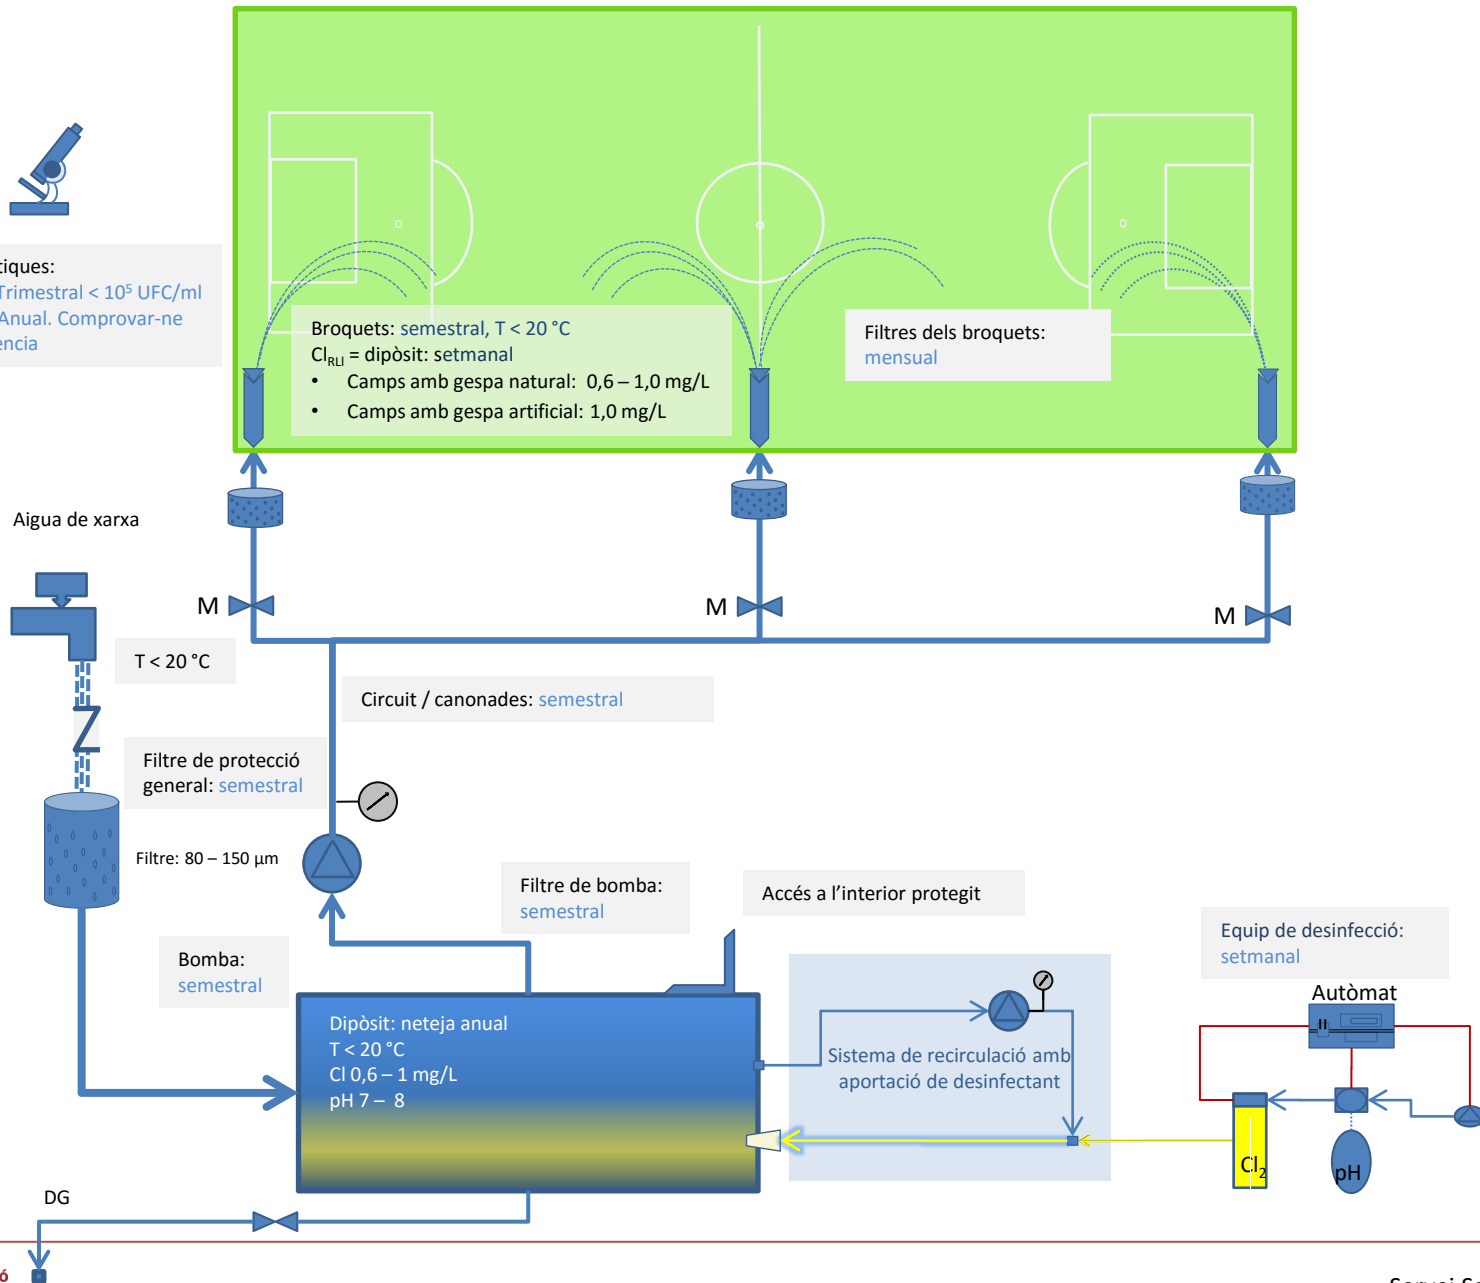 tiques:
Trimestral < 10⁵ UFC/ml
Anual. Comprovar-ne
encia
Broquets: semestral, T < 20 °C
Cl_RLI = dipòsit: setmanal
• Camps amb gespa natural: 0,6 – 1,0 mg/L
• Camps amb gespa artificial: 1,0 mg/L
Filtres dels broquets:
mensual
Aigua de xarxa
M
M
M
T < 20 °C
Circuit / canonades: semestral
Filtre de protecció
general: semestral
Filtre: 80 – 150 µm
Filtre de bomba:
semestral
Accés a l’interior protegit
Bomba:
semestral
Equip de desinfecció:
setmanal
Autòmat
Dipòsit: neteja anual
T < 20 °C
Cl 0,6 – 1 mg/L
pH 7 – 8
Sistema de recirculació amb
aportació de desinfectant
Cl₂
pH
DG
ó
Servei S